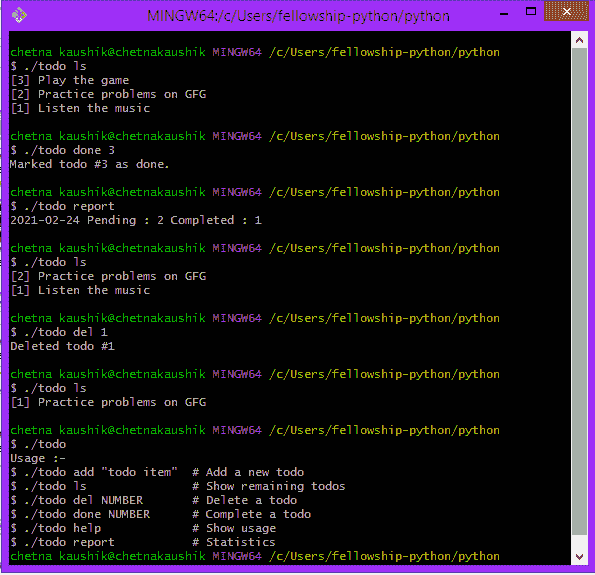 MINGW64:/c/Users/fellowship-python/python
chetna kaushik@chetnakaushik MINGW64 /c/Users/fellowship-python/python
$ ./todo ls
[3] Play the game
[2] Practice problems on GFG
[1] Listen the music
chetna kaushik@chetnakaushik MINGW64 /c/Users/fellowship-python/python
$ ./todo done 3
Marked todo #3 as done.
chetna kaushik@chetnakaushik MINGW64 /c/Users/fellowship-python/python
$ ./todo report
2021-02-24 Pending : 2 Completed : 1
chetna kaushik@chetnakaushik MINGW64 /c/Users/fellowship-python/python
$ ./todo ls
[2] Practice problems on GFG
[1] Listen the music
chetna kaushik@chetnakaushik MINGW64 /c/Users/fellowship-python/python
$ ./todo del 1
Deleted todo #1
chetna kaushik@chetnakaushik MINGW64 /c/Users/fellowship-python/python
$ ./todo ls
[1] Practice problems on GFG
chetna kaushik@chetnakaushik MINGW64 /c/Users/fellowship-python/python
$ ./todo
Usage :-
$ ./todo add "todo item"  # Add a new todo
$ ./todo ls               # Show remaining todos
$ ./todo del NUMBER       # Delete a todo
$ ./todo done NUMBER      # Complete a todo
$ ./todo help             # Show usage
$ ./todo report           # Statistics
chetna kaushik@chetnakaushik MINGW64 /c/Users/fellowship-python/python